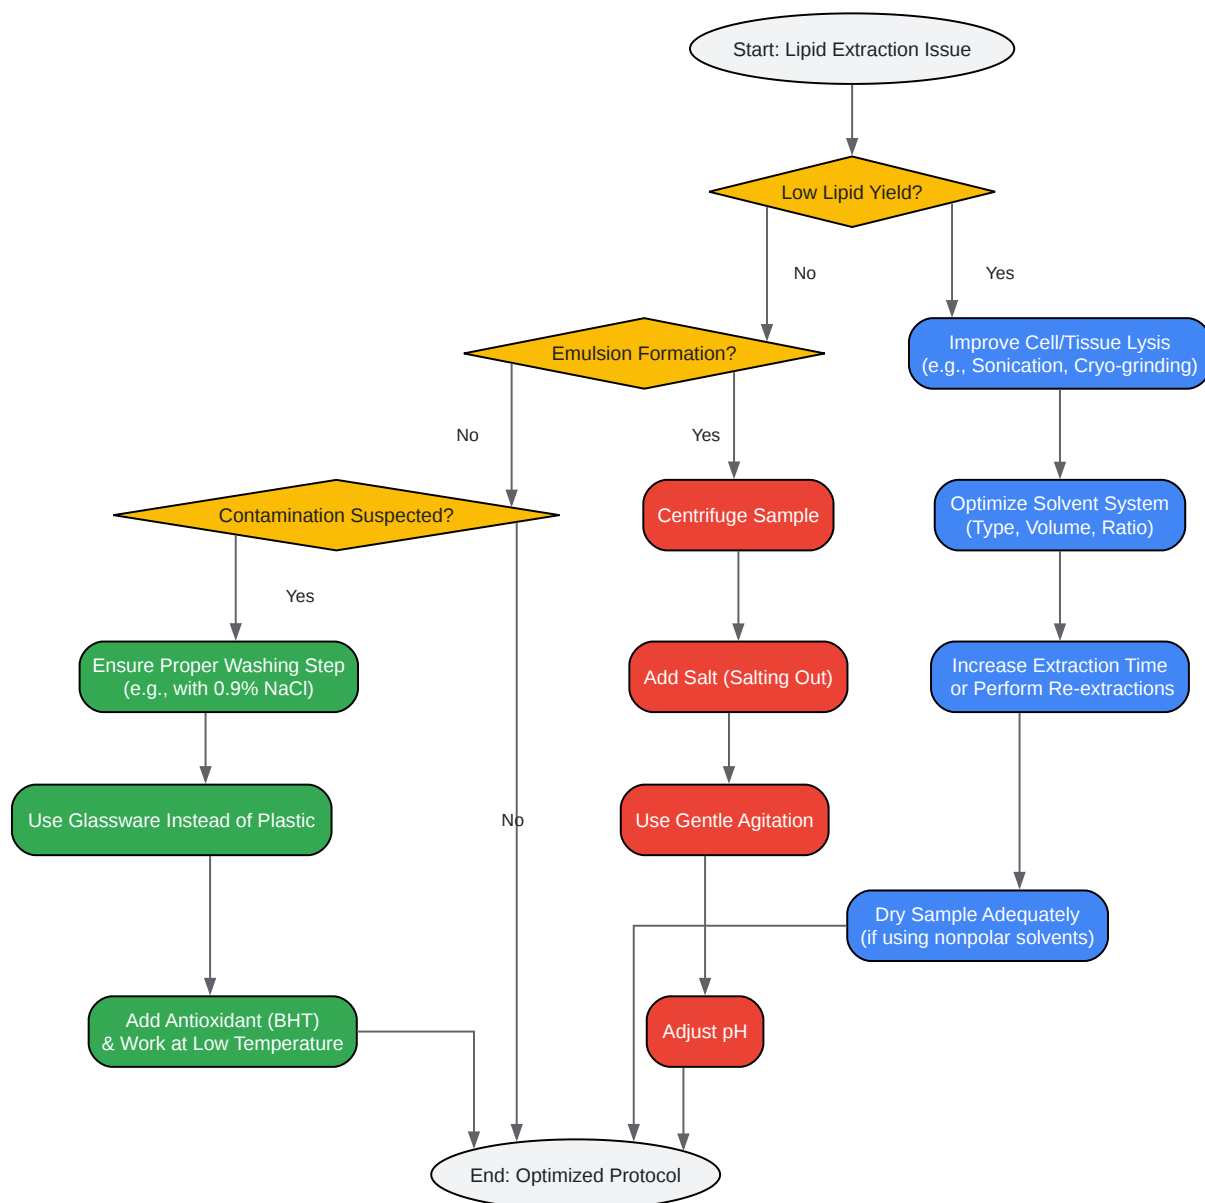 Start: Lipid Extraction Issue
Low Lipid Yield?
No
Yes
Emulsion Formation?
Improve Cell/Tissue Lysis
(e.g., Sonication, Cryo-grinding)
No
Yes
Contamination Suspected?
Centrifuge Sample
Optimize Solvent System
(Type, Volume, Ratio)
Yes
Ensure Proper Washing Step
(e.g., with 0.9% NaCl)
Add Salt (Salting Out)
Increase Extraction Time
or Perform Re-extractions
Use Glassware Instead of Plastic
No
Use Gentle Agitation
Dry Sample Adequately
(if using nonpolar solvents)
Add Antioxidant (BHT)
& Work at Low Temperature
Adjust pH
End: Optimized Protocol